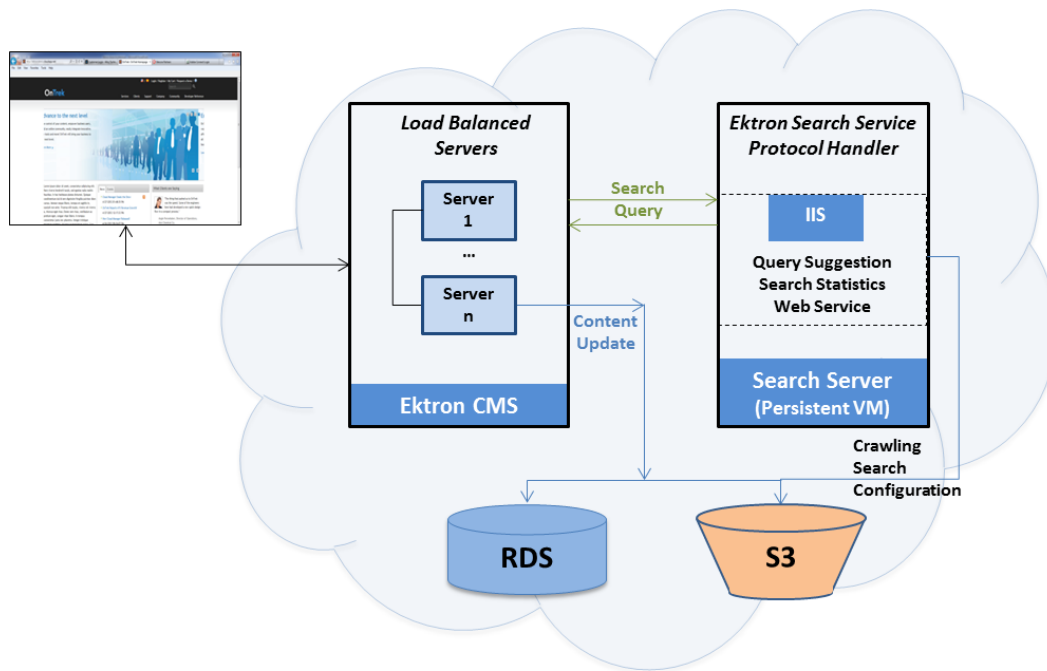 OnTrek
Load Balanced
Servers
Server
1
...
Server
n
Ektron CMS
Search
Query
Content
Update
Ektron Search Service
Protocol Handler
IIS
Query Suggestion
Search Statistics
Web Service
Search Server
(Persistent VM)
Crawling
Search
Configuration
RDS
S3